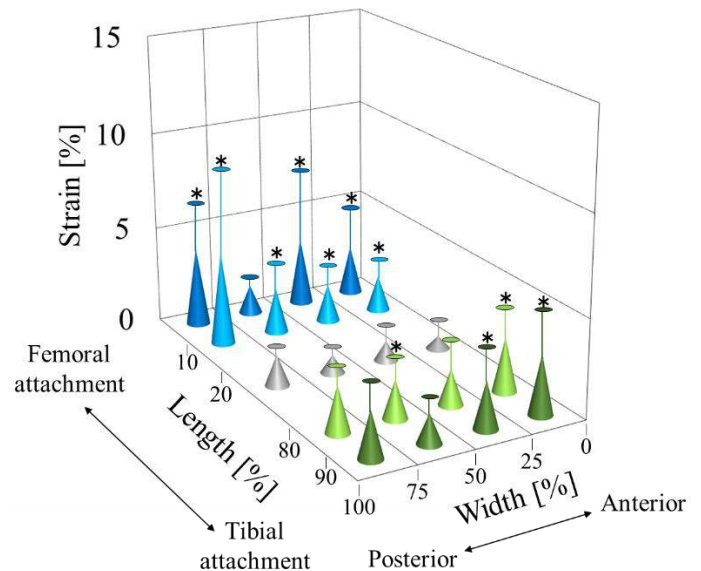 15
10
5
0
Strain [%]
* * * *
* * * *
* * * *
Femoral
attachment
Tibial
attachment
10
20
80
90
Length [%]
100
75
50
25
0
Width [%]
Posterior
Anterior